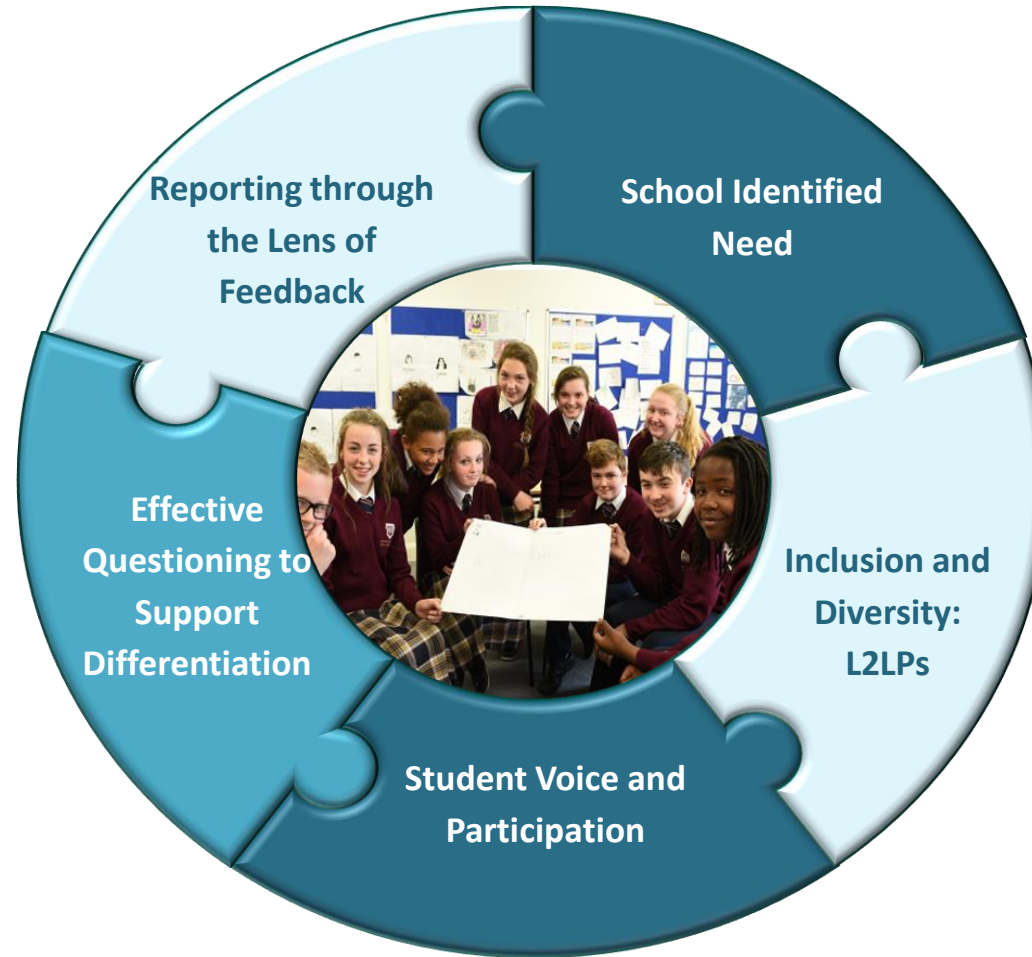 Reporting through
the Lens of
Feedback
School Identified
Need
Effective
Questioning to
Support
Differentiation
Inclusion and
Diversity:
L2LPs
Student Voice and
Participation